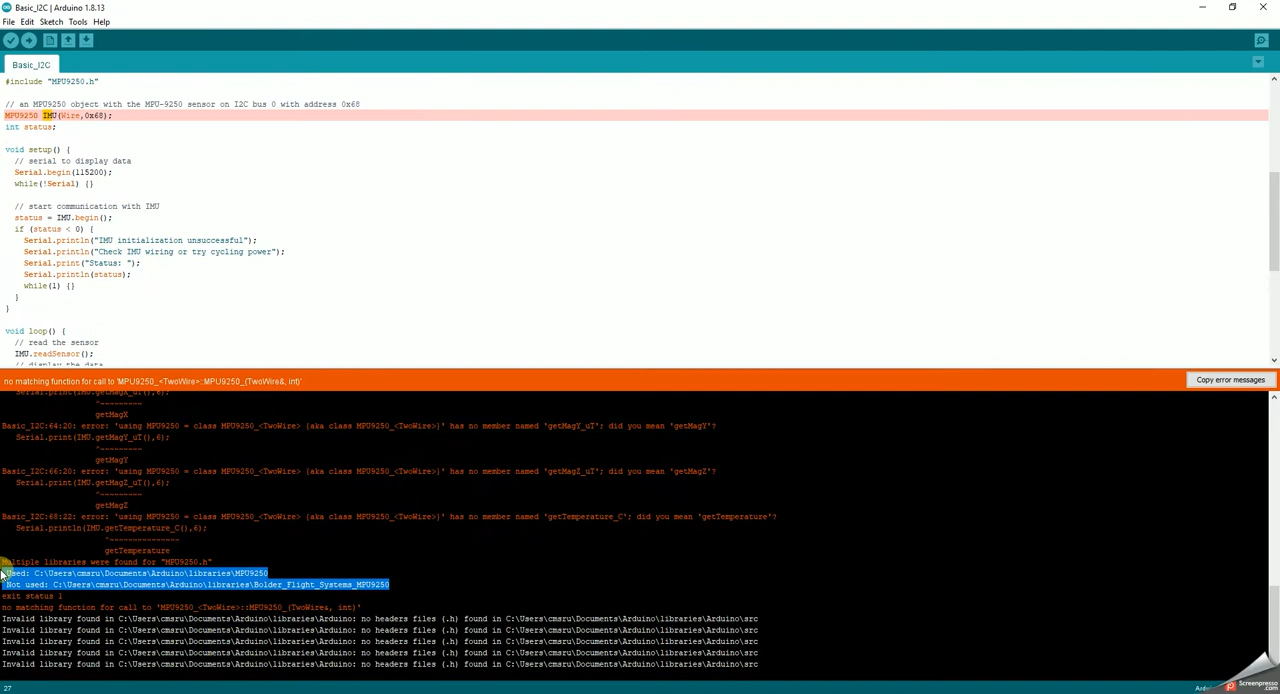 Basic_I2C | Arduino 1.8.13
File Edit Sketch Tools Help
Basic_I2C
#include "MPU9250.h"
// an MPU9250 object with the MPU-9250 sensor on I2C bus 0 with address 0x68
MPU9250 IMU(Wire,0x68);
int status;
void setup() {
// serial to display data
Serial.begin(115200);
while(!Serial) {}
// start communication with IMU
status = IMU.begin();
if (status < 0) {
Serial.println("IMU initialization unsuccessful");
Serial.println("Check IMU wiring or try cycling power");
Serial.print("Status: ");
Serial.println(status);
while(1) {}
}
}
void loop() {
// read the sensor
IMU.readSensor();
// display the data
no matching function for call to 'MPU9250_<TwoWire>::MPU9250_(TwoWire&, int)'
Copy error messages
Serial.print(IMU.getMagX_uT(),6);
^~~~~~~~~~
getMagX
Basic_I2C:64:20: error: 'using MPU9250 = class MPU9250_<TwoWire> {aka class MPU9250_<TwoWire>}' has no member named 'getMagY_uT'; did you mean 'getMagY'?
Serial.print(IMU.getMagY_uT(),6);
^~~~~~~~~~
getMagY
Basic_I2C:66:20: error: 'using MPU9250 = class MPU9250_<TwoWire> {aka class MPU9250_<TwoWire>}' has no member named 'getMagZ_uT'; did you mean 'getMagZ'?
Serial.print(IMU.getMagZ_uT(),6);
^~~~~~~~~~
getMagZ
Basic_I2C:68:22: error: 'using MPU9250 = class MPU9250_<TwoWire> {aka class MPU9250_<TwoWire>}' has no member named 'getTemperature_C'; did you mean 'getTemperature'?
Serial.println(IMU.getTemperature_C(),6);
^~~~~~~~~~~~~~~~
getTemperature
Multiple libraries were found for "MPU9250.h"
Used: C:\Users\cmsru\Documents\Arduino\libraries\MPU9250
Not used: C:\Users\cmsru\Documents\Arduino\libraries\Bolder_Flight_Systems_MPU9250
exit status 1
no matching function for call to 'MPU9250_<TwoWire>::MPU9250_(TwoWire&, int)'
Invalid library found in C:\Users\cmsru\Documents\Arduino\libraries\Arduino: no headers files (.h) found in C:\Users\cmsru\Documents\Arduino\libraries\Arduino\src
Invalid library found in C:\Users\cmsru\Documents\Arduino\libraries\Arduino: no headers files (.h) found in C:\Users\cmsru\Documents\Arduino\libraries\Arduino\src
Invalid library found in C:\Users\cmsru\Documents\Arduino\libraries\Arduino: no headers files (.h) found in C:\Users\cmsru\Documents\Arduino\libraries\Arduino\src
Invalid library found in C:\Users\cmsru\Documents\Arduino\libraries\Arduino: no headers files (.h) found in C:\Users\cmsru\Documents\Arduino\libraries\Arduino\src
Invalid library found in C:\Users\cmsru\Documents\Arduino\libraries\Arduino: no headers files (.h) found in C:\Users\cmsru\Documents\Arduino\libraries\Arduino\src
27
Screenpresso
.com